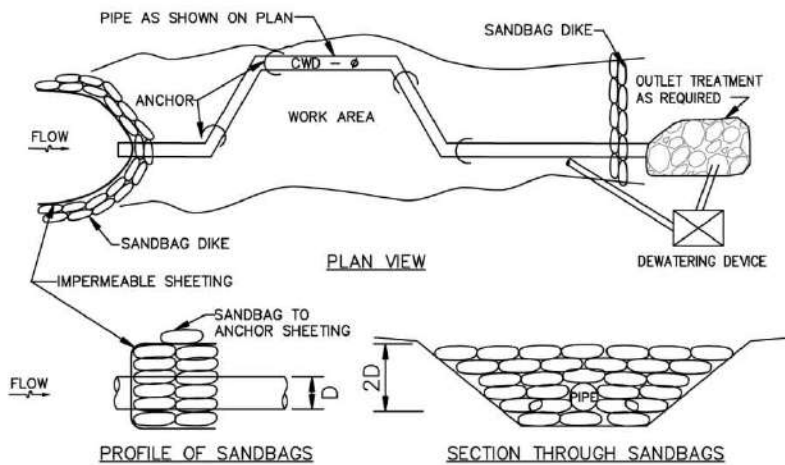 PIPE AS SHOWN ON PLAN
SANDBAG DIKE
CWD - ϕ
OUTLET TREATMENT
AS REQUIRED
ANCHOR
WORK AREA
FLOW
SANDBAG DIKE
PLAN VIEW
DEWATERING DEVICE
IMPERMEABLE SHEETING
SANDBAG TO
ANCHOR SHEETING
FLOW
D
2D
PIPE
PROFILE OF SANDBAGS
SECTION THROUGH SANDBAGS